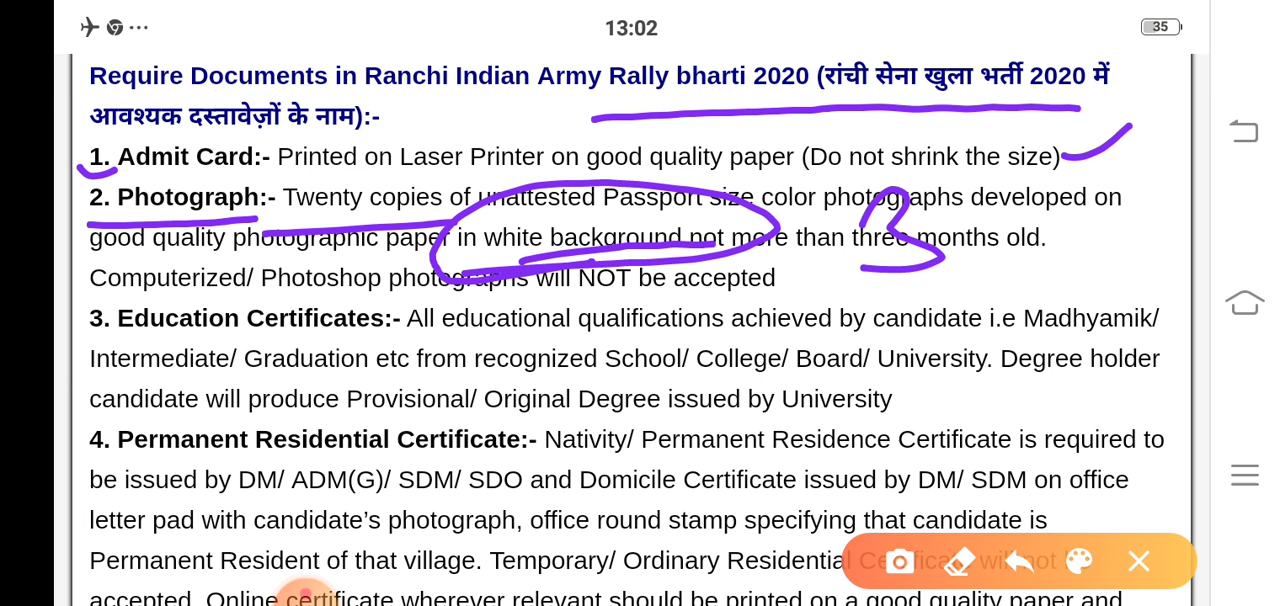 13:02
35
Require Documents in Ranchi Indian Army Rally bharti 2020 (रांची सेना खुला भर्ती 2020 में
आवश्यक दस्तावेज़ों के नाम):-
1. Admit Card:- Printed on Laser Printer on good quality paper (Do not shrink the size)
2. Photograph:- Twenty copies of unattested Passport size color photographs developed on
good quality photographic paper in white background not more than three months old.
Computerized/ Photoshop photographs will NOT be accepted
3. Education Certificates:- All educational qualifications achieved by candidate i.e Madhyamik/
Intermediate/ Graduation etc from recognized School/ College/ Board/ University. Degree holder
candidate will produce Provisional/ Original Degree issued by University
4. Permanent Residential Certificate:- Nativity/ Permanent Residence Certificate is required to
be issued by DM/ ADM(G)/ SDM/ SDO and Domicile Certificate issued by DM/ SDM on office
letter pad with candidate’s photograph, office round stamp specifying that candidate is
Permanent Resident of that village. Temporary/ Ordinary Residential Certificate will not
accepted. Online certificate wherever relevant should be printed on a good quality paper and